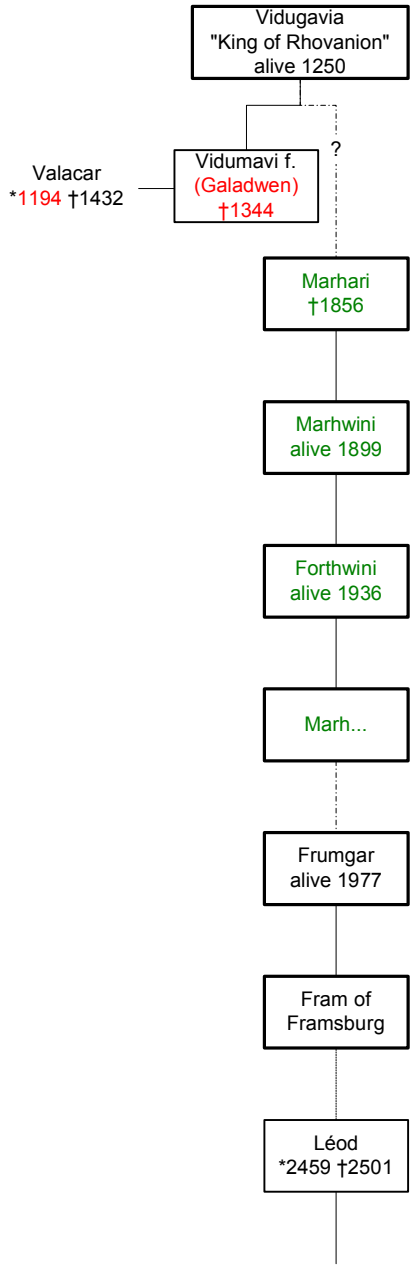 Vidugavia
"King of Rhovanion"
alive 1250
?
Valacar
*1194 †1432
Vidumavi f.
(Galadwen)
†1344
Marhari
†1856
Marhwini
alive 1899
Forthwini
alive 1936
Marh...
Frumgar
alive 1977
Fram of
Framsburg
Léod
*2459 †2501